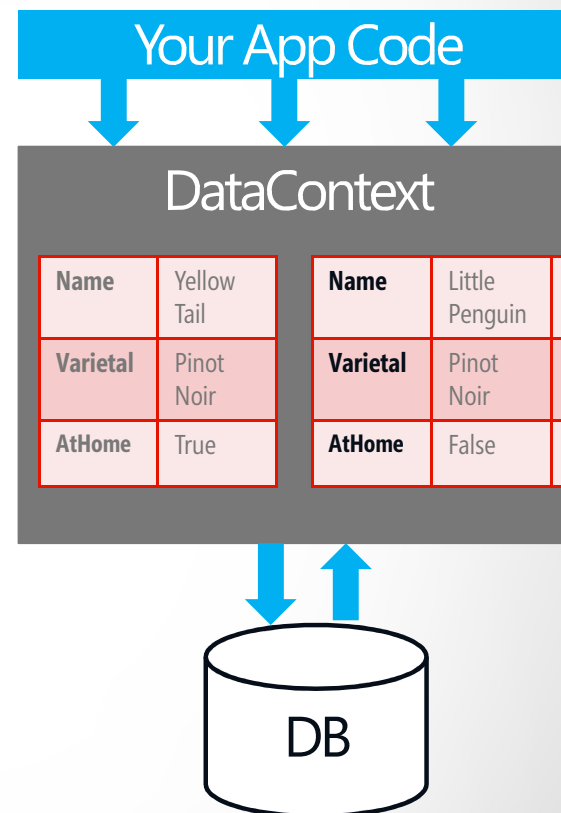 Your App Code
DataContext
Name Yellow Tail
Varietal Pinot Noir
AtHome True
Name Little Penguin
Varietal Pinot Noir
AtHome False
DB